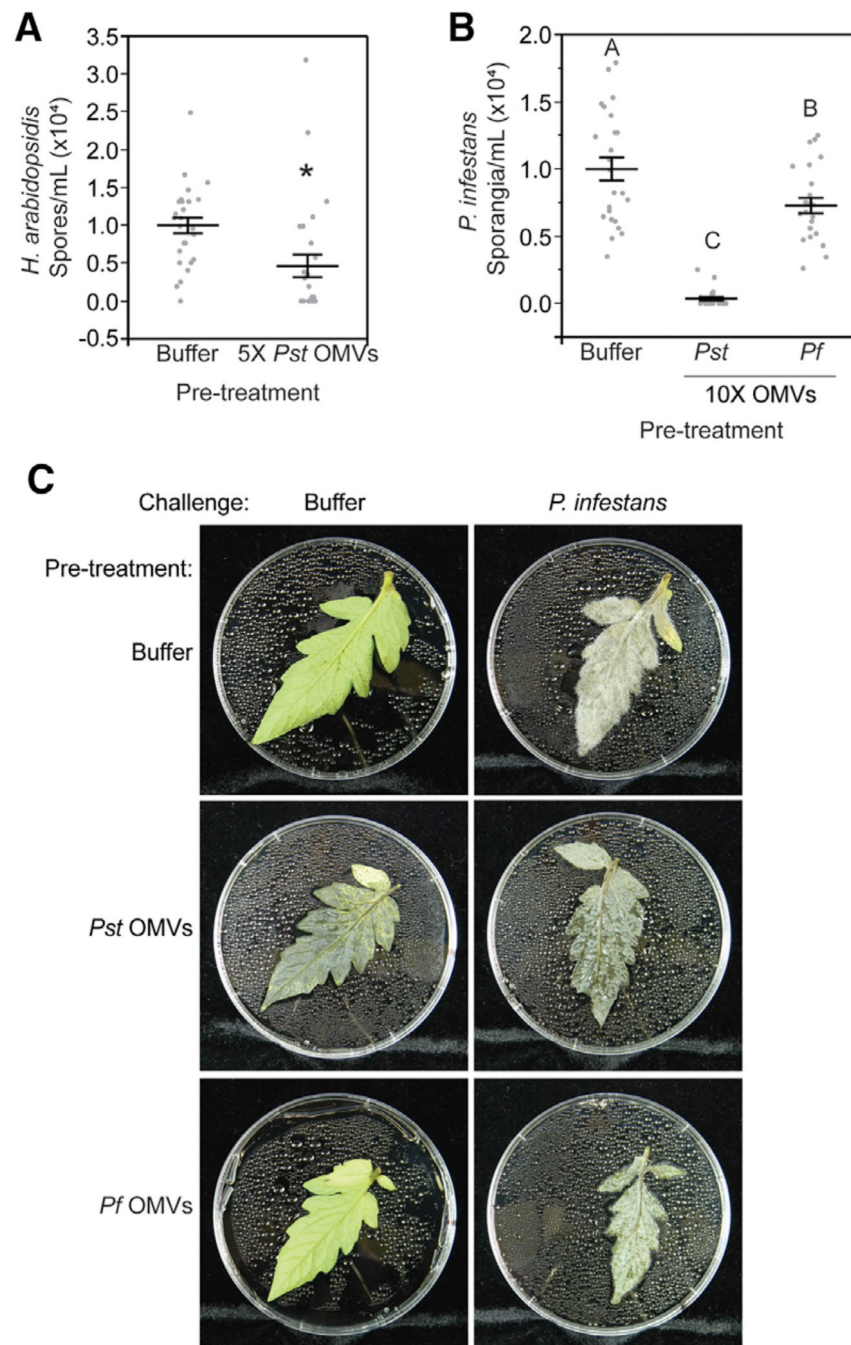 A
H. arabidopsidis
Spores/mL (x10⁴)
3.5
3.0
2.5
2.0
1.5
1.0
0.5
0.0
-0.5
*
Buffer 5X Pst OMVs
Pre-treatment
B
P. infestans
Sporangia/mL (x10⁴)
2.0
1.5
1.0
0.5
0.0
A
B
C
Buffer Pst Pf
10X OMVs
Pre-treatment
C
Challenge: Buffer P. infestans
Pre-treatment:
Buffer
Pst OMVs
Pf OMVs